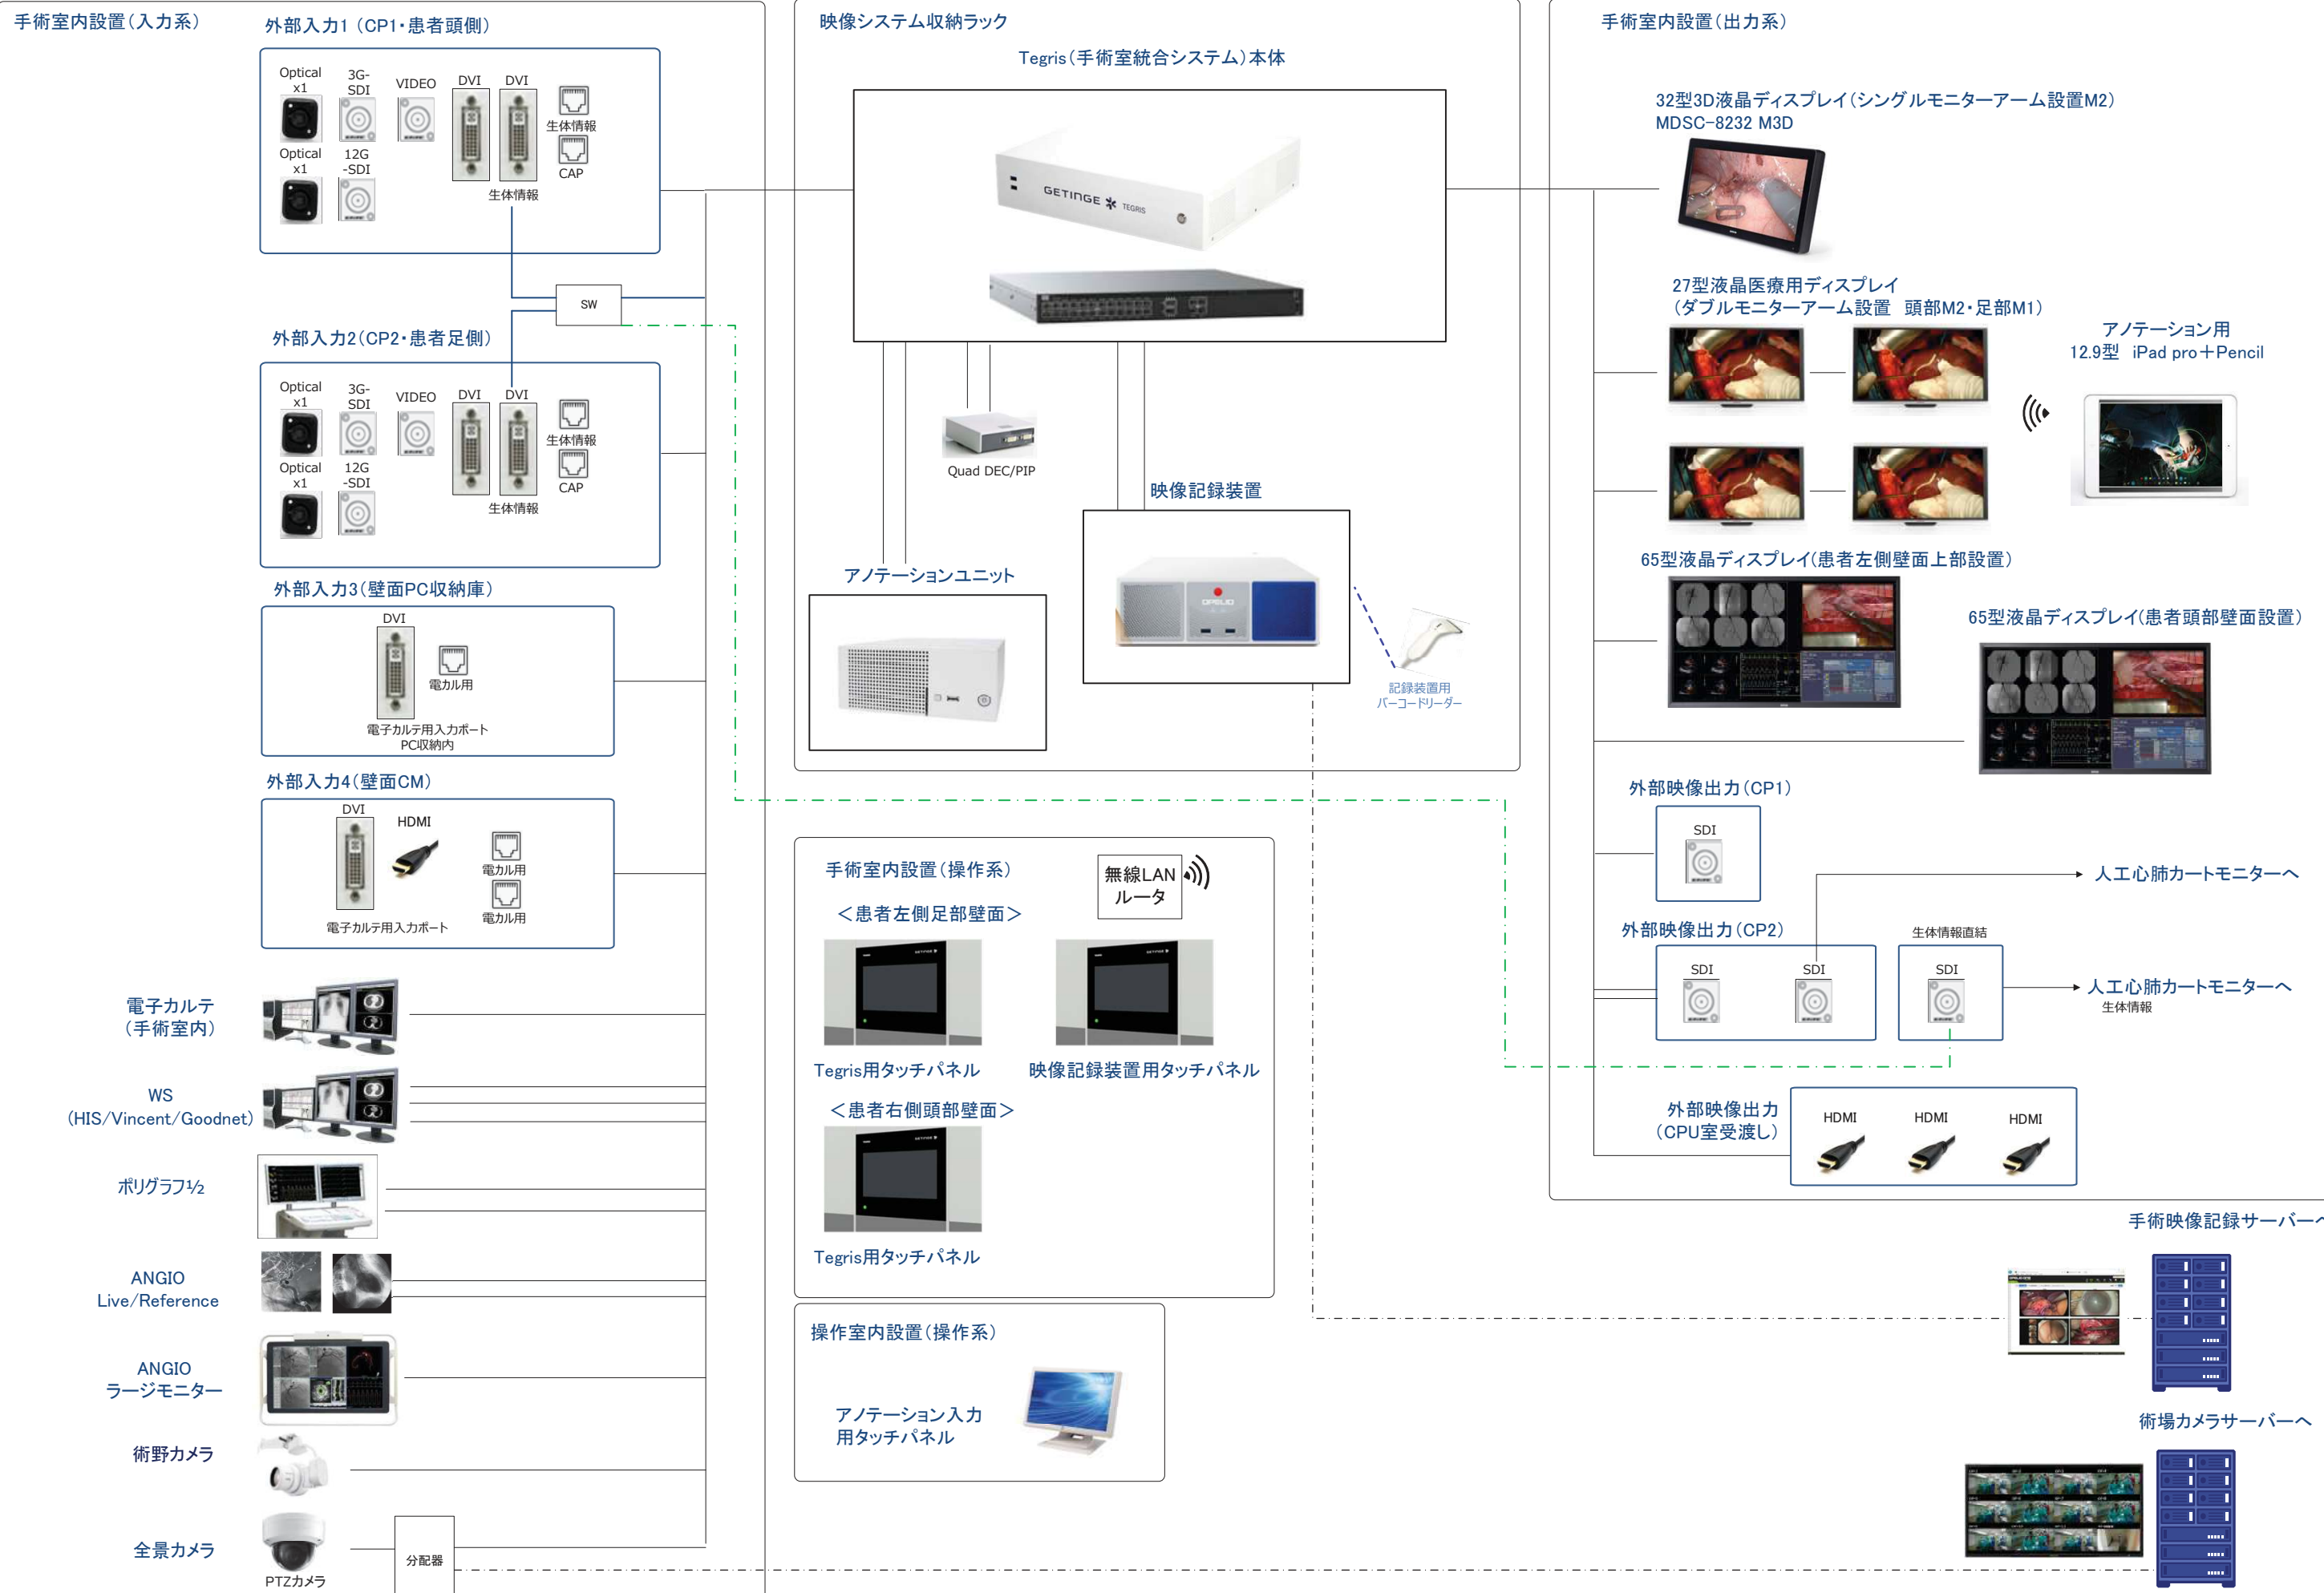 手術室内設置(入力系)
外部入力1 (CP1・患者頭側)
Optical
x1
3G-
SDI
VIDEO
DVI
DVI
生体情報
CAP
Optical
x1
12G
-SDI
生体情報
SW
外部入力2(CP2・患者足側)
Optical
x1
3G-
SDI
VIDEO
DVI
DVI
生体情報
CAP
Optical
x1
12G
-SDI
生体情報
外部入力3(壁面PC収納庫)
DVI
電カル用
電子カルテ用入力ポート
PC収納内
外部入力4(壁面CM)
DVI
HDMI
電カル用
電カル用
電子カルテ用入力ポート
電子カルテ
(手術室内)
WS
(HIS/Vincent/Goodnet)
ポリグラフ½
ANGIO
Live/Reference
ANGIO
ラージモニター
術野カメラ
全景カメラ
PTZカメラ
分配器
映像システム収納ラック
Tegris(手術室統合システム)本体
GETINGE TEGRIS
Quad DEC/PIP
映像記録装置
OPELIO
アノテーションユニット
記録装置用
バーコードリーダー
手術室内設置(操作系)
無線LAN
ルータ
<患者左側足部壁面>
GETINGE
GETINGE
Tegris用タッチパネル
映像記録装置用タッチパネル
<患者右側頭部壁面>
GETINGE
Tegris用タッチパネル
操作室内設置(操作系)
アノテーション入力
用タッチパネル
手術室内設置(出力系)
32型3D液晶ディスプレイ(シングルモニターアーム設置M2)
MDSC-8232 M3D
27型液晶医療用ディスプレイ
(ダブルモニターアーム設置 頭部M2・足部M1)
アノテーション用
12.9型 iPad pro+Pencil
65型液晶ディスプレイ(患者左側壁面上部設置)
65型液晶ディスプレイ(患者頭部壁面設置)
外部映像出力(CP1)
SDI
人工心肺カートモニターへ
外部映像出力(CP2)
SDI
SDI
生体情報直結
SDI
人工心肺カートモニターへ
生体情報
外部映像出力
(CPU室受渡し)
HDMI
HDMI
HDMI
手術映像記録サーバーへ
術場カメラサーバーへ